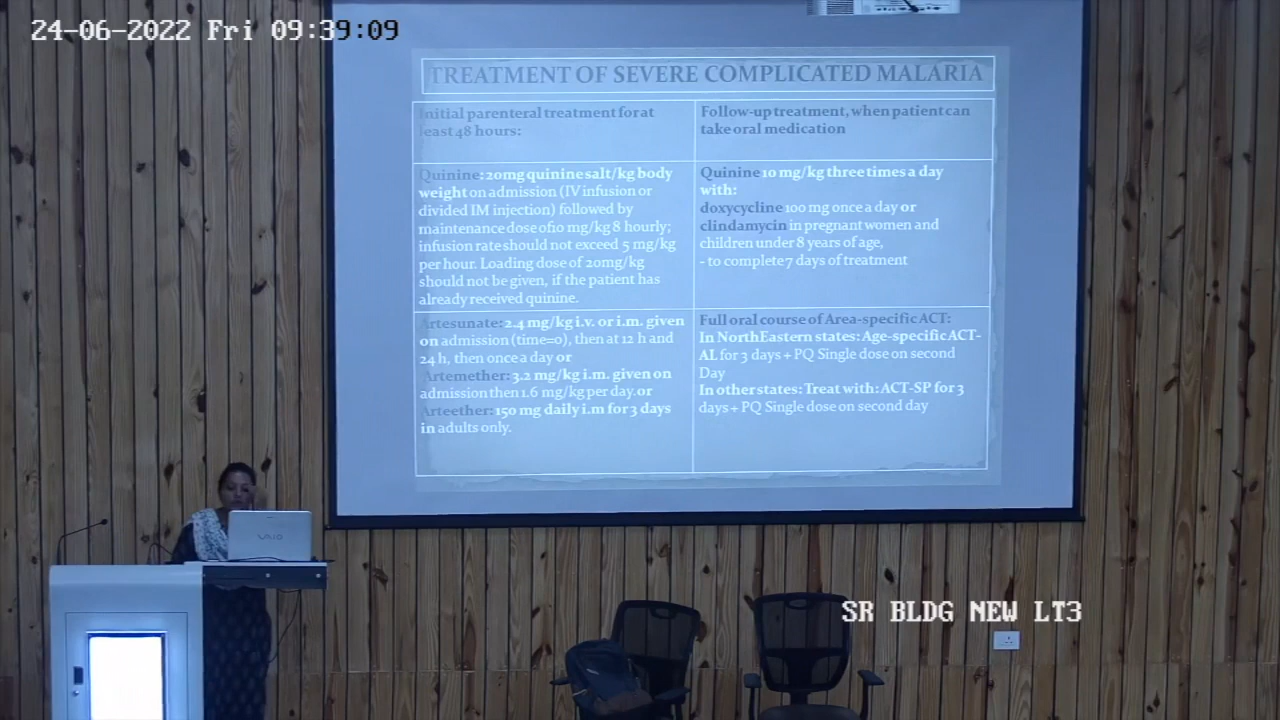 24-06-2022 Fri 09:39:09
TREATMENT OF SEVERE COMPLICATED MALARIA
Initial parenteral treatment for at
least 48 hours:
Follow-up treatment, when patient can
take oral medication
Quinine: 20mg quinine salt/kg body
weight on admission (IV infusion or
divided IM injection) followed by
maintenance dose of10 mg/kg 8 hourly;
infusion rate should not exceed 5 mg/kg
per hour. Loading dose of 20mg/kg
should not be given, if the patient has
already received quinine.
Quinine 10 mg/kg three times a day
with:
doxycycline 100 mg once a day or
clindamycin in pregnant women and
children under 8 years of age,
- to complete 7 days of treatment
Artesunate: 2.4 mg/kg i.v. or i.m. given
on admission (time=0), then at 12 h and
24 h, then once a day or
Artemether: 3.2 mg/kg i.m. given on
admission then 1.6 mg/kg per day. or
Arteether: 150 mg daily i.m for 3 days
in adults only.
Full oral course of Area-specific ACT:
In NorthEastern states: Age-specific ACT-
AL for 3 days + PQ Single dose on second
Day
In other states: Treat with: ACT-SP for 3
days + PQ Single dose on second day
VAIO
SR BLDG NEW LT3